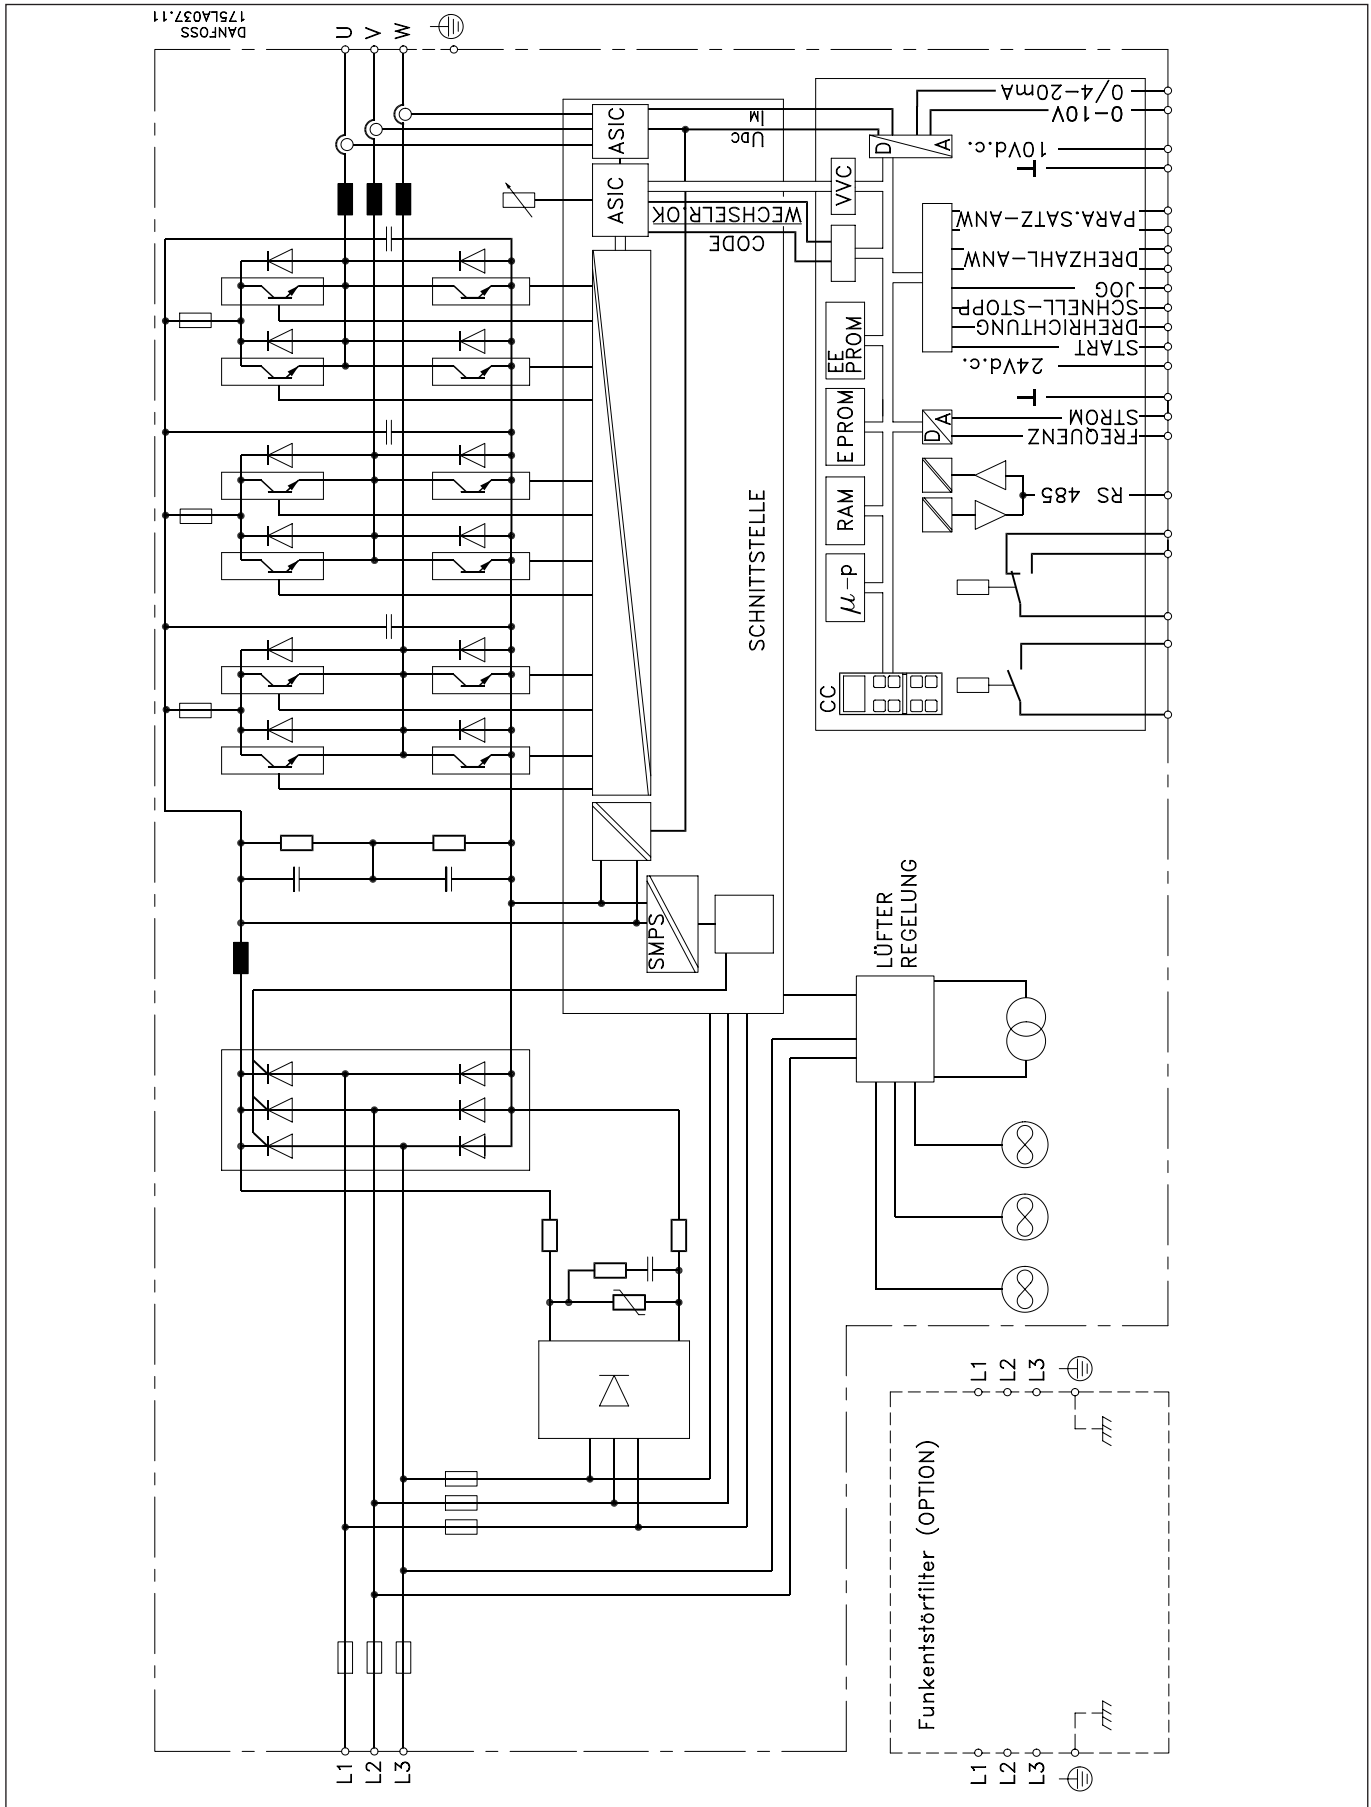 DANFOSS
175LA037.11
U
V
W
ASIC
ASIC
IM
UDC
WECHSELR.OK
CODE
VVC
D
A
0/4-20mA
0-10V
10Vd.c.
PARA.SATZ-ANW
DREHZAHL-ANW
JOG
SCHNELL-STOPP
DREHRICHTUNG
START
24Vd.c.
STROM
FREQUENZ
D
A
RS 485
EE
PROM
E PROM
RAM
μ-p
CC
SCHNITTSTELLE
SMPS
LÜFTER
REGELUNG
L1
L2
L3
Funkentstörfilter (OPTION)
L1
L2
L3
L1
L2
L3